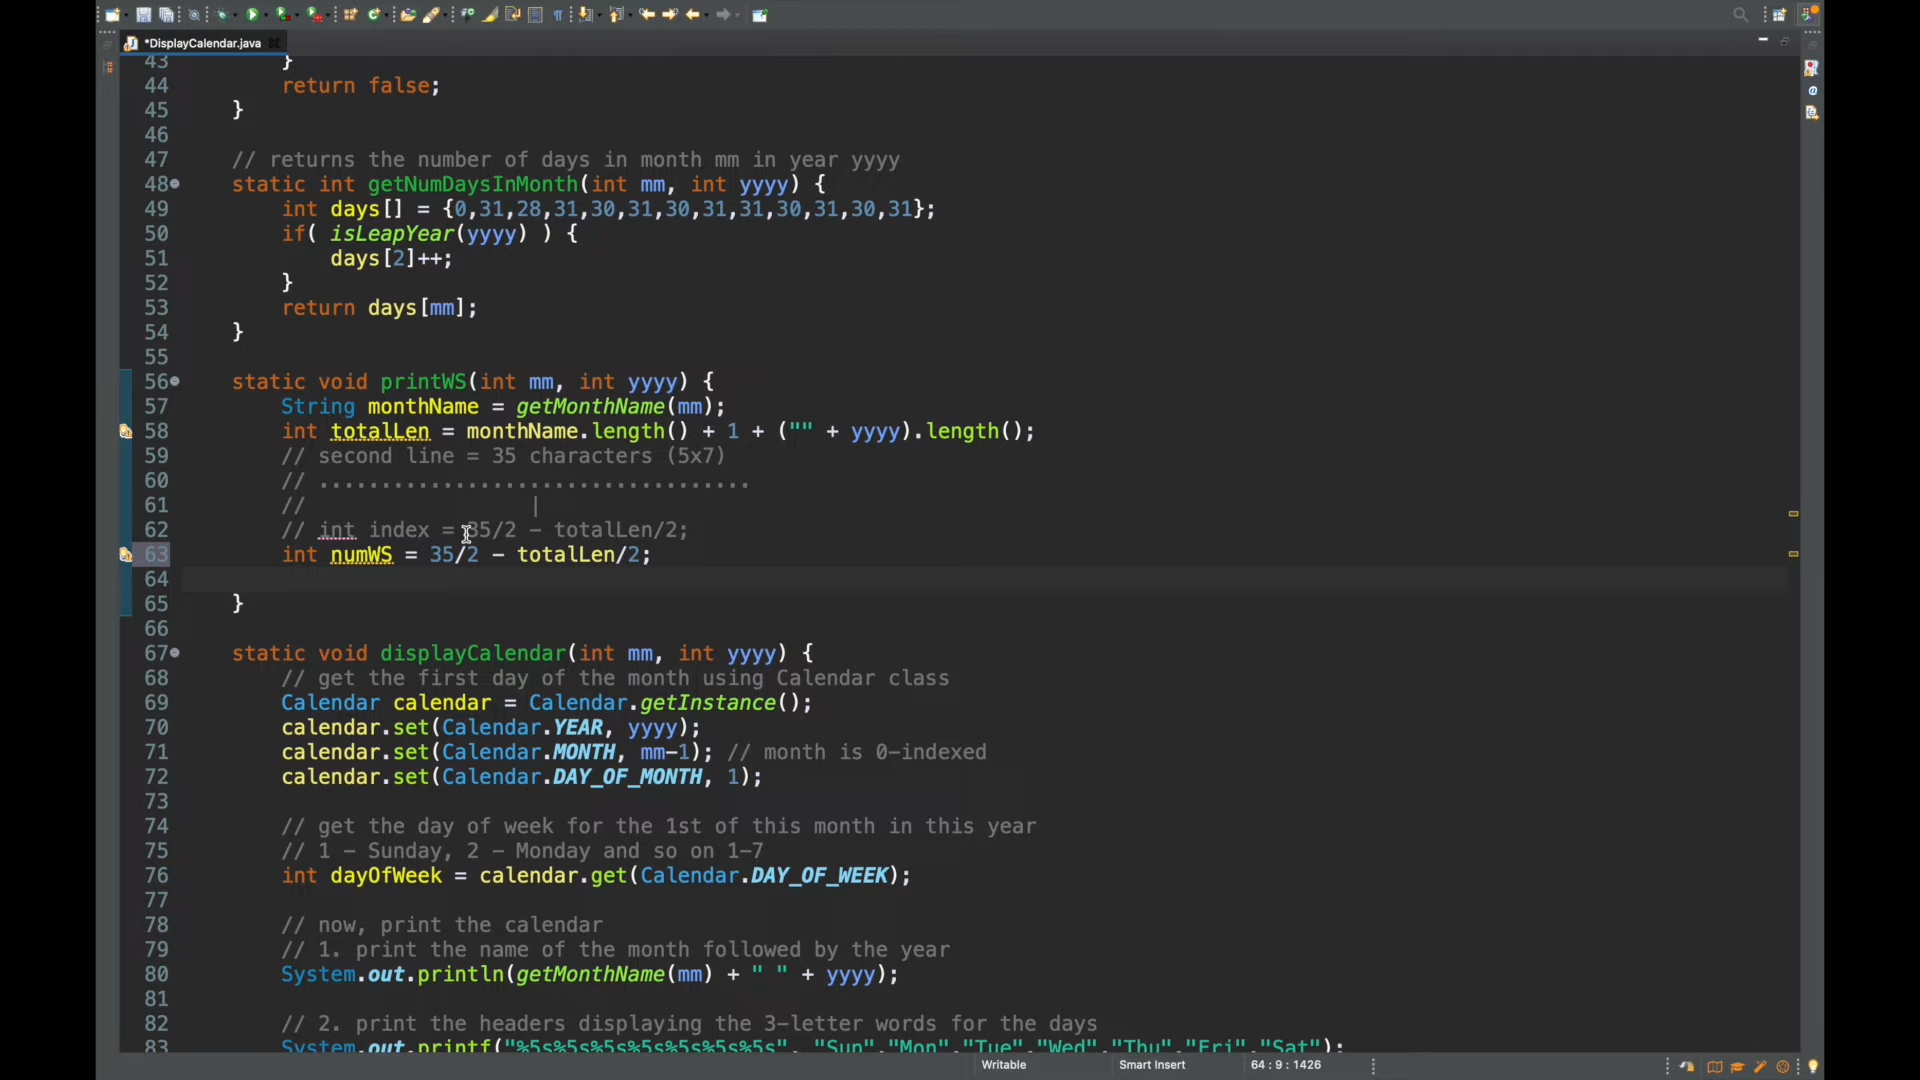 *DisplayCalendar.java
43 }
44 return false;
45 }
46
47 // returns the number of days in month mm in year yyyy
48 static int getNumDaysInMonth(int mm, int yyyy) {
49 int days[] = {0,31,28,31,30,31,30,31,31,30,31,30,31};
50 if( isLeapYear(yyyy) ) {
51 days[2]++;
52 }
53 return days[mm];
54 }
55
56 static void printWS(int mm, int yyyy) {
57 String monthName = getMonthName(mm);
58 int totalLen = monthName.length() + 1 + ("" + yyyy).length();
59 // second line = 35 characters (5x7)
60 // ...................................
61 // |
62 // int index = 35/2 - totalLen/2;
63 int numWS = 35/2 - totalLen/2;
64
65 }
66
67 static void displayCalendar(int mm, int yyyy) {
68 // get the first day of the month using Calendar class
69 Calendar calendar = Calendar.getInstance();
70 calendar.set(Calendar.YEAR, yyyy);
71 calendar.set(Calendar.MONTH, mm-1); // month is 0-indexed
72 calendar.set(Calendar.DAY_OF_MONTH, 1);
73
74 // get the day of week for the 1st of this month in this year
75 // 1 - Sunday, 2 - Monday and so on 1-7
76 int dayOfWeek = calendar.get(Calendar.DAY_OF_WEEK);
77
78 // now, print the calendar
79 // 1. print the name of the month followed by the year
80 System.out.println(getMonthName(mm) + " " + yyyy);
81
82 // 2. print the headers displaying the 3-letter words for the days
83 System.out.printf("%5s%5s%5s%5s%5s%5s%5s", "Sun","Mon","Tue","Wed","Thu","Fri","Sat");
Writable Smart Insert 64 : 9 : 1426